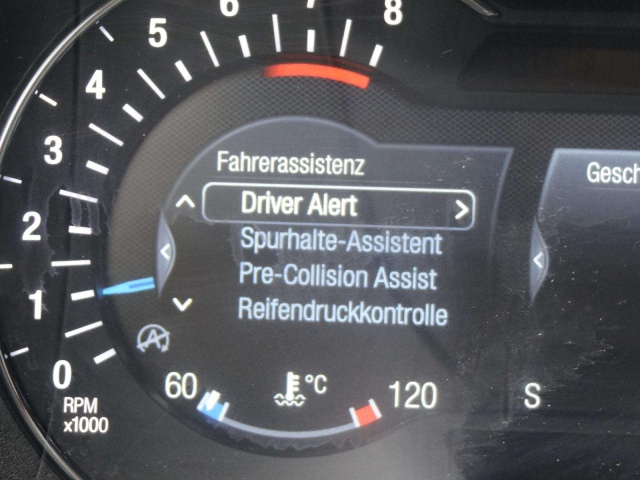 8
7
6
5
4
3
2
1
0
RPM
x1000
Fahrerassistenz
Driver Alert >
Spurhalte-Assistent
Pre-Collision Assist
Reifendruckkontrolle
A
60 °C 120
Gesch
S